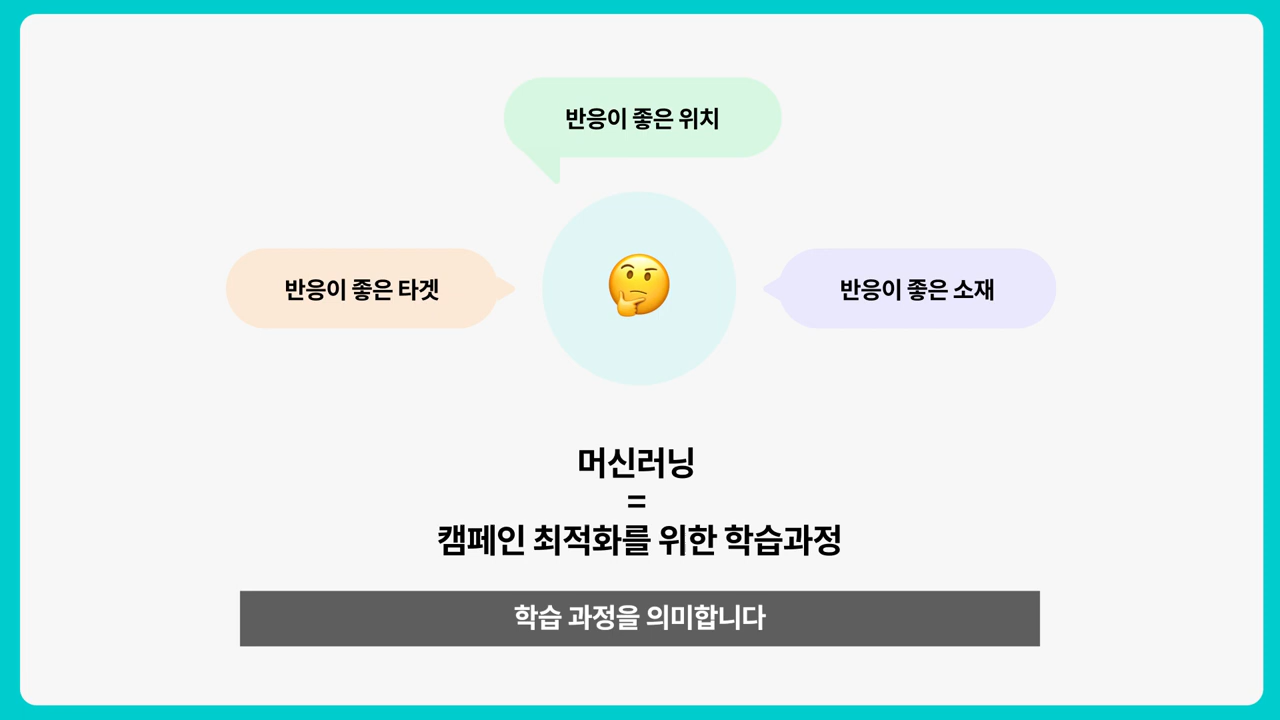 반응이 좋은 위치
반응이 좋은 타겟
반응이 좋은 소재
머신러닝
=
캠페인 최적화를 위한 학습과정
학습 과정을 의미합니다